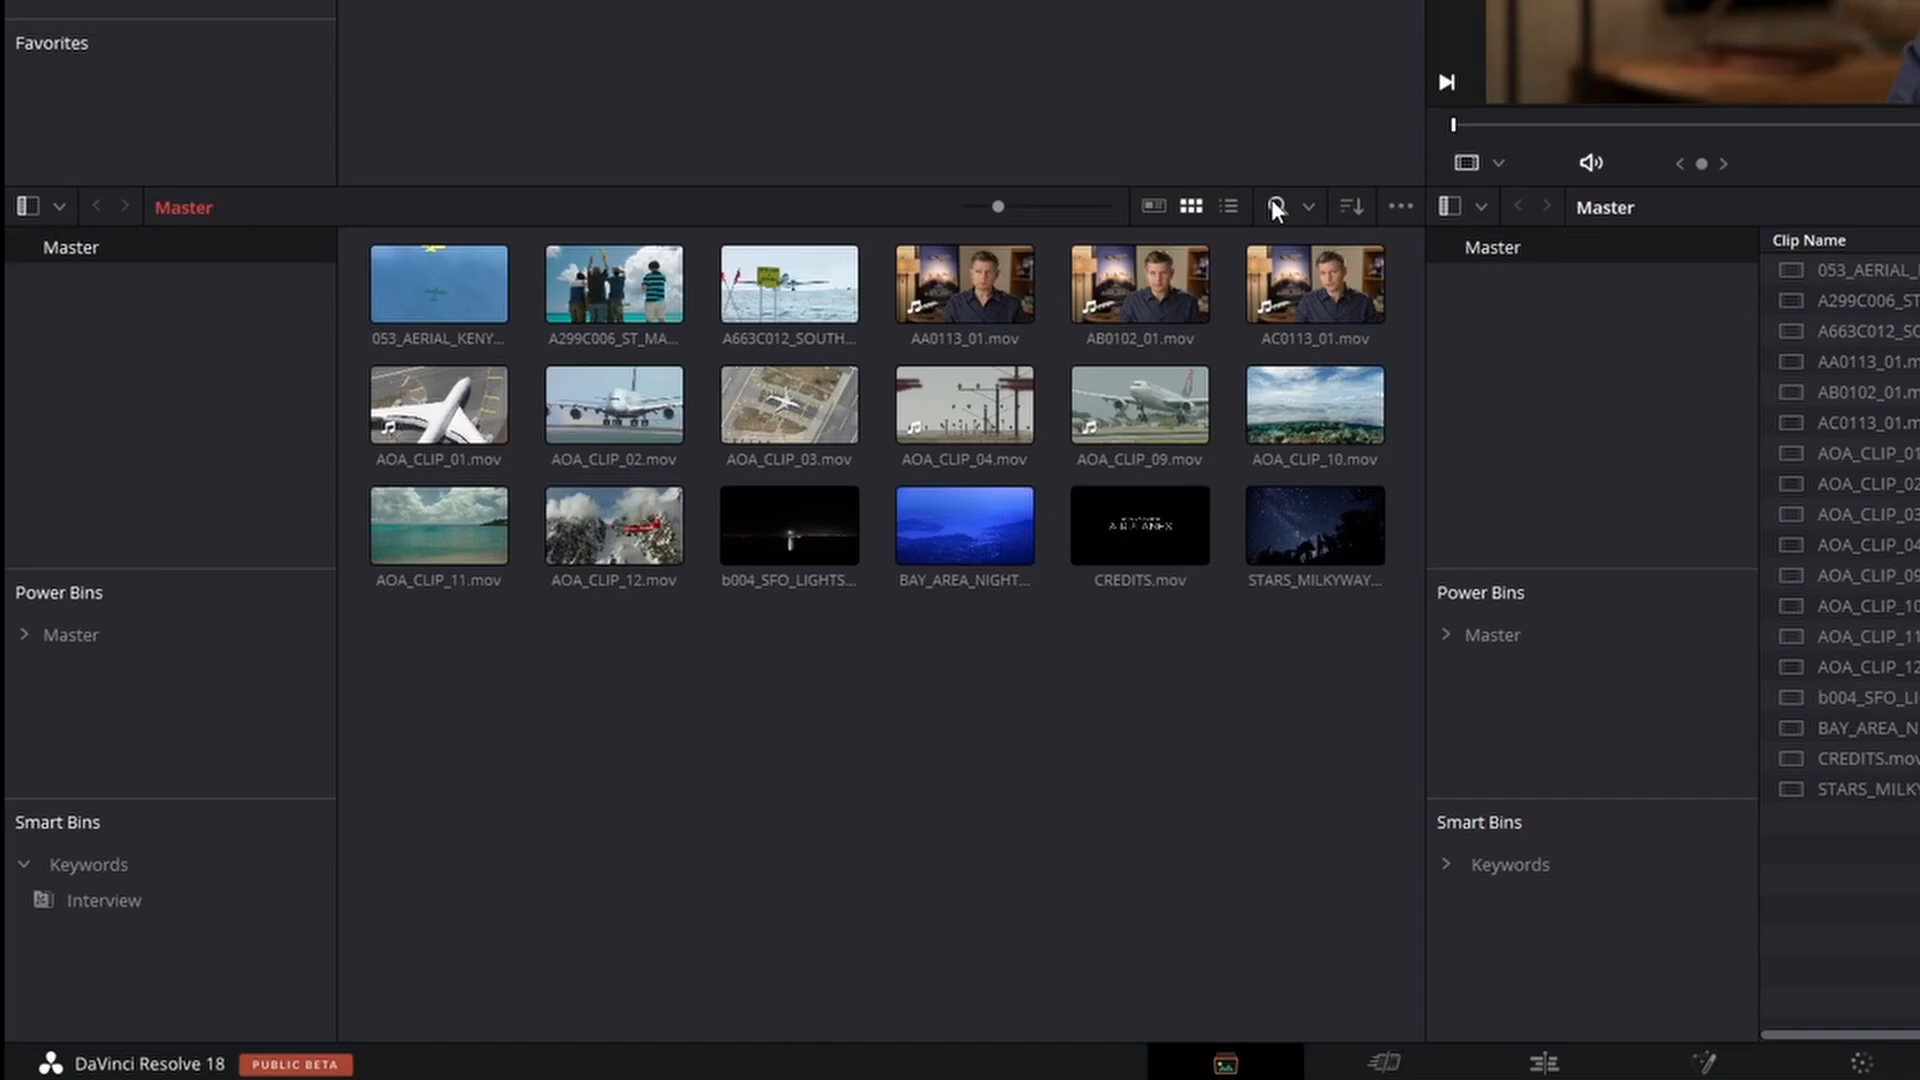 Favorites
Master
Master
Master
Master
Clip Name
053_AERIAL_KENY...
A299C006_ST_MA...
A663C012_SOUTH...
AA0113_01.mov
AB0102_01.mov
AC0113_01.mov
AOA_CLIP_01.mov
AOA_CLIP_02.mov
AOA_CLIP_03.mov
AOA_CLIP_04.mov
AOA_CLIP_09.mov
AOA_CLIP_10.mov
AIRPLANES
AOA_CLIP_11.mov
AOA_CLIP_12.mov
b004_SFO_LIGHTS...
BAY_AREA_NIGHT...
CREDITS.mov
STARS_MILKYWAY...
Power Bins
Master
Smart Bins
Keywords
Interview
Power Bins
Master
Smart Bins
Keywords
053_AERIAL_
A299C006_ST
A663C012_SO
AA0113_01.m
AB0102_01.m
AC0113_01.m
AOA_CLIP_01
AOA_CLIP_02
AOA_CLIP_03
AOA_CLIP_04
AOA_CLIP_09
AOA_CLIP_10
AOA_CLIP_11
AOA_CLIP_12
b004_SFO_LI
BAY_AREA_N
CREDITS.mov
STARS_MILKY
DaVinci Resolve 18
PUBLIC BETA